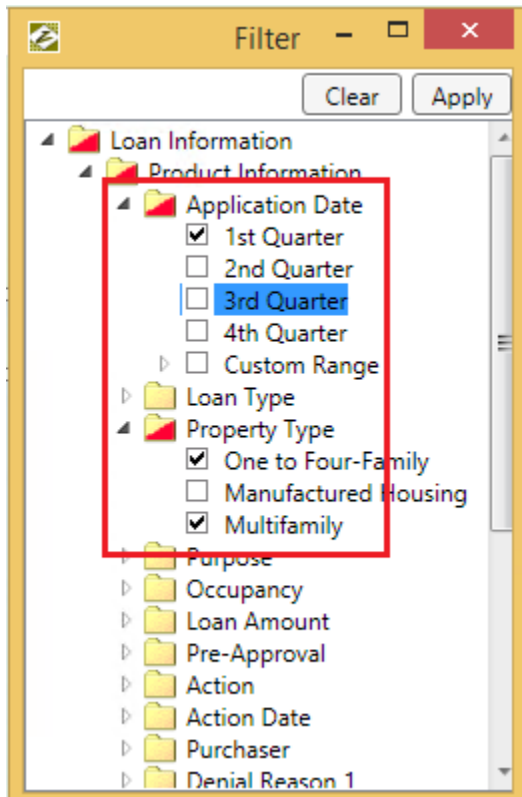 Filter
Clear Apply
Loan Information
Product Information
Application Date
1st Quarter
2nd Quarter
3rd Quarter
4th Quarter
Custom Range
Loan Type
Property Type
One to Four-Family
Manufactured Housing
Multifamily
Purpose
Occupancy
Loan Amount
Pre-Approval
Action
Action Date
Purchaser
Denial Reason 1